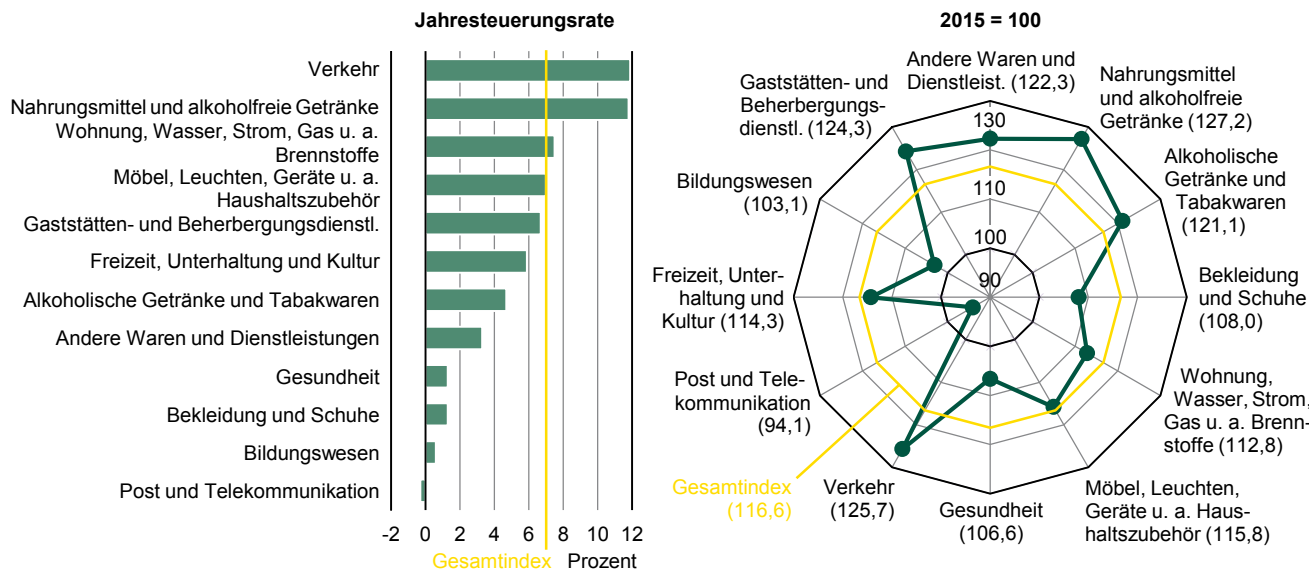 Jahresteuerungsrate
Verkehr
Nahrungsmittel und alkoholfreie Getränke
Wohnung, Wasser, Strom, Gas u. a.
Brennstoffe
Möbel, Leuchten, Geräte u. a.
Haushaltszubehör
Gaststätten- und Beherbergungsdienstl.
Freizeit, Unterhaltung und Kultur
Alkoholische Getränke und Tabakwaren
Andere Waren und Dienstleistungen
Gesundheit
Bekleidung und Schuhe
Bildungswesen
Post und Telekommunikation
-2 0 2 4 6 8 10 12
Gesamtindex Prozent
2015 = 100
Andere Waren und
Dienstleist. (122,3)
Nahrungsmittel
und alkoholfreie
Getränke (127,2)
Alkoholische
Getränke und
Tabakwaren
(121,1)
Bekleidung
und Schuhe
(108,0)
Wohnung,
Wasser, Strom,
Gas u. a. Brenn-
stoffe (112,8)
Möbel, Leuchten,
Geräte u. a. Haus-
haltszubehör (115,8)
Gesundheit
(106,6)
Verkehr
(125,7)
Gesamtindex
(116,6)
Post und Tele-
kommunikation
(94,1)
Freizeit, Unter-
haltung und
Kultur (114,3)
Bildungswesen
(103,1)
Gaststätten- und
Beherbergungs-
dienstl. (124,3)
130
110
100
90